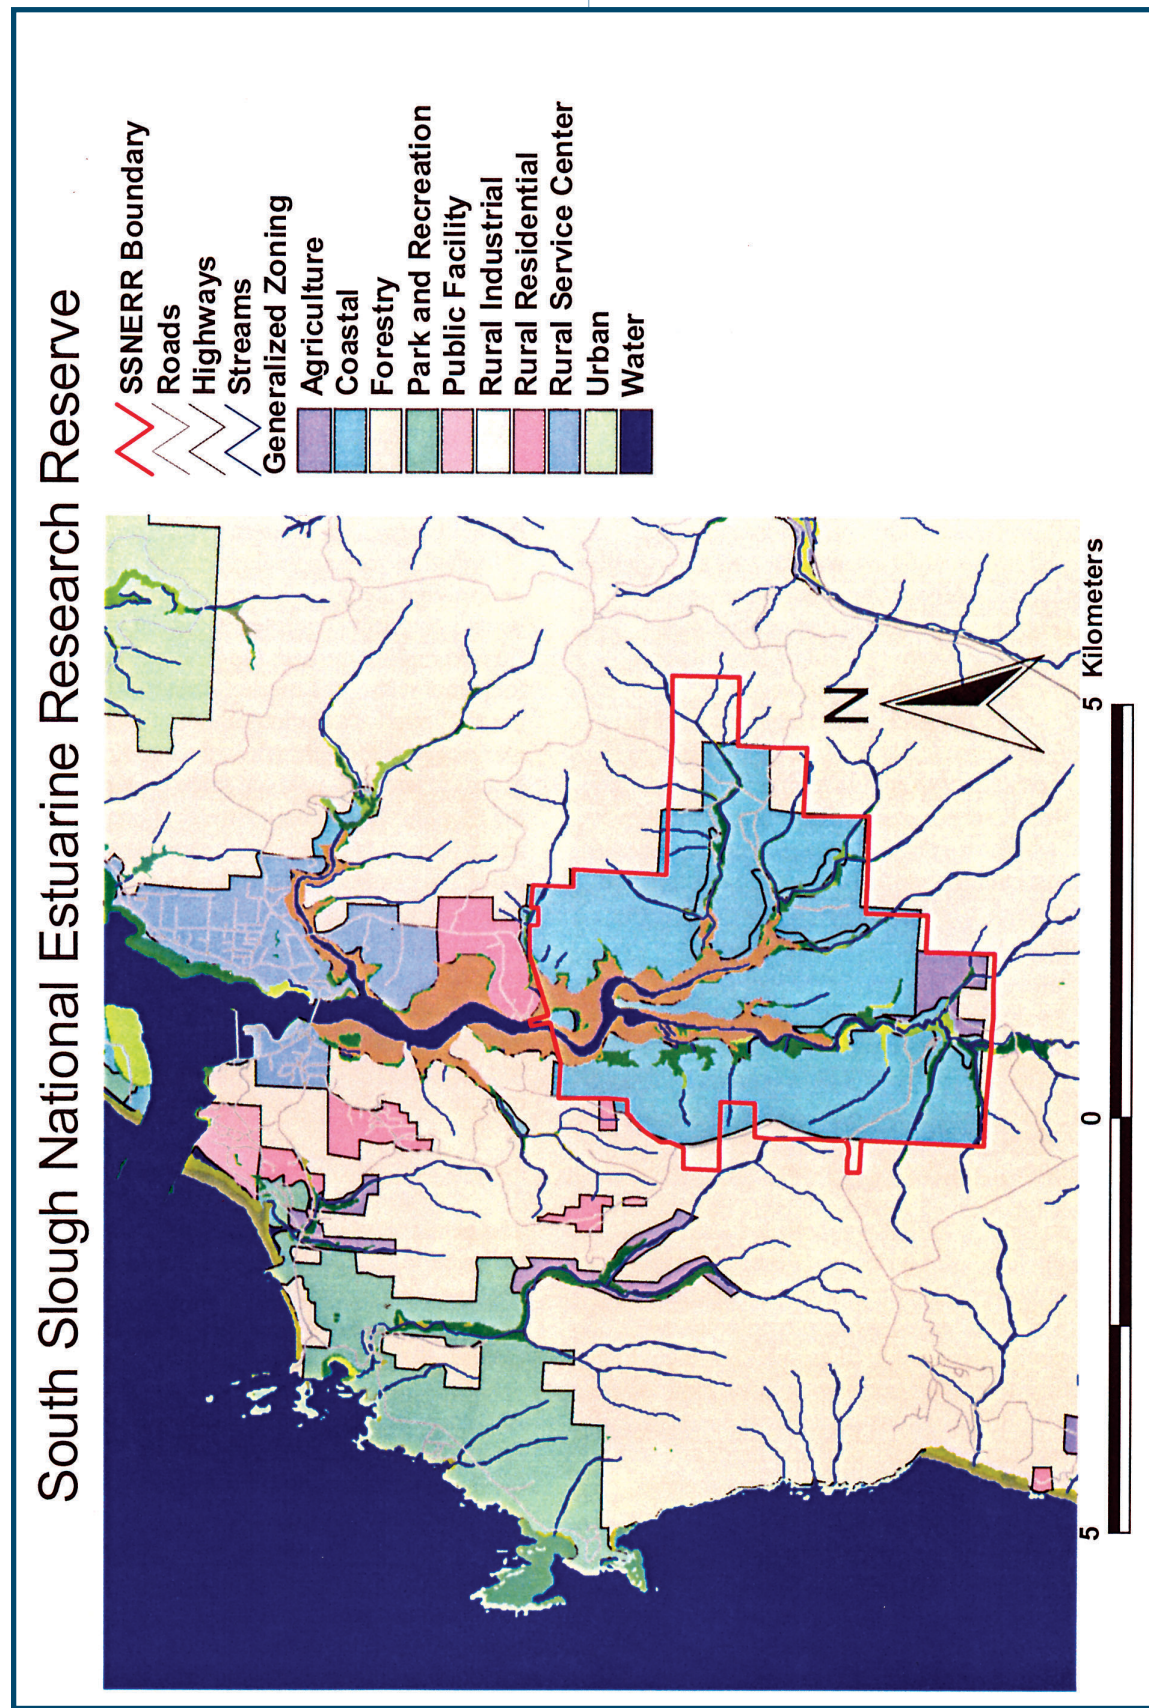 South Slough National Estuarine Research Reserve
SSNERR Boundary
Roads
Highways
Streams
Generalized Zoning
Agriculture
Coastal
Forestry
Park and Recreation
Public Facility
Rural Industrial
Rural Residential
Rural Service Center
Urban
Water
N
5 0 5 Kilometers